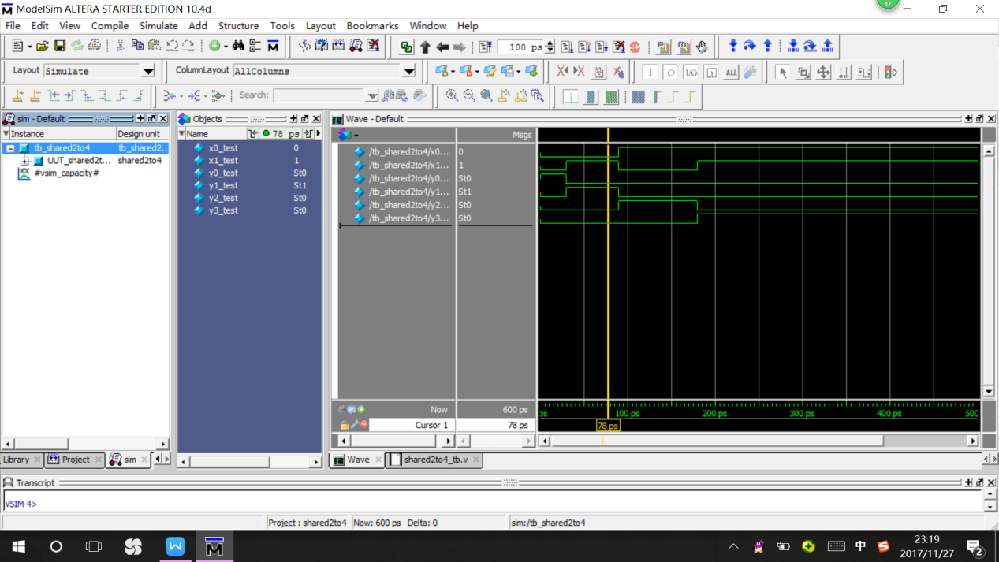 ModelSim ALTERA STARTER EDITION 10.4d
17
File Edit View Compile Simulate Add Structure Tools Layout Bookmarks Window Help
100 ps
Layout Simulate
ColumnLayout AllColumns
ALL
Search:
sim - Default
Instance Design unit
tb_shared2to4 tb_shared2...
UUT_shared2t... shared2to4
#vsim_capacity#
Objects
Name 78 ps
x0_test 0
x1_test 1
y0_test St0
y1_test St1
y2_test St0
y3_test St0
Wave - Default
Msgs
/tb_shared2to4/x0... 0
/tb_shared2to4/x1... 1
/tb_shared2to4/y0... St0
/tb_shared2to4/y1... St1
/tb_shared2to4/y2... St0
/tb_shared2to4/y3... St0
Now 600 ps
Cursor 1 78 ps
ps 100 ps 200 ps 300 ps 400 ps 500
78 ps
Library Project sim
Wave shared2to4_tb.v
Transcript
VSIM 4>
Project : shared2to4 Now: 600 ps Delta: 0 sim:/tb_shared2to4
中
23:19
2017/11/27
2